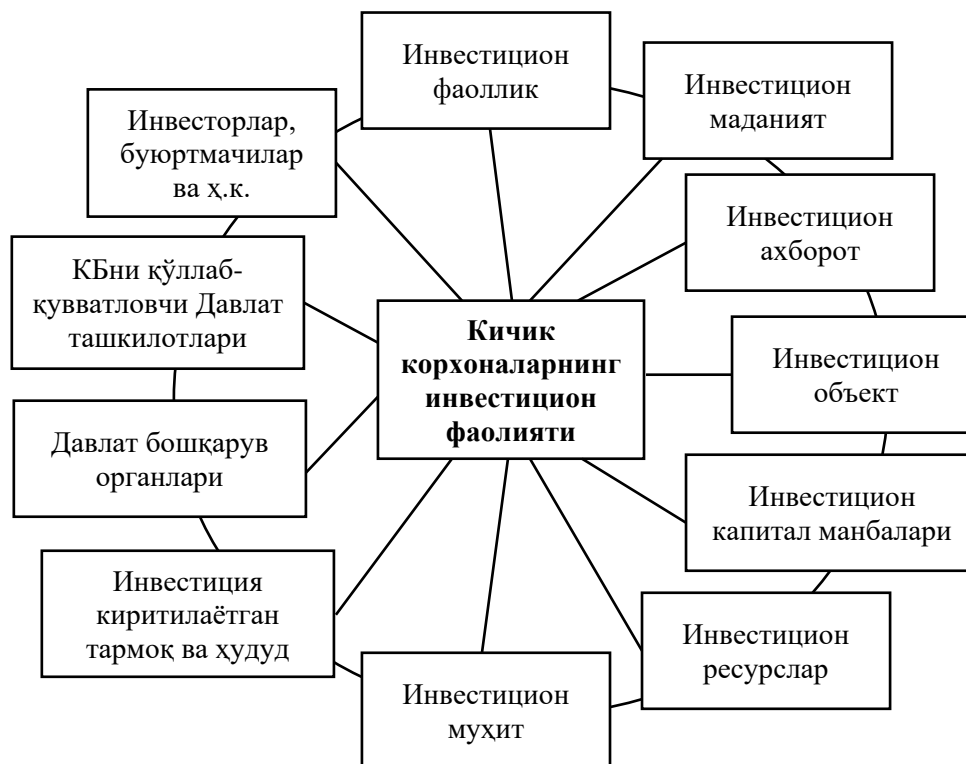 Инвестицион
фаоллик
Инвестицион
маданият
Инвесторлар,
буюртмачилар
ва ҳ.к.
Инвестицион
ахборот
КБни қўллаб-
қувватловчи Давлат
ташкилотлари
Кичик
корхоналарнинг
инвестицион
фаолияти
Инвестицион
объект
Давлат бошқарув
органлари
Инвестицион
капитал манбалари
Инвестиция
киритилаётган
тармоқ ва ҳудуд
Инвестицион
ресурслар
Инвестицион
муҳит